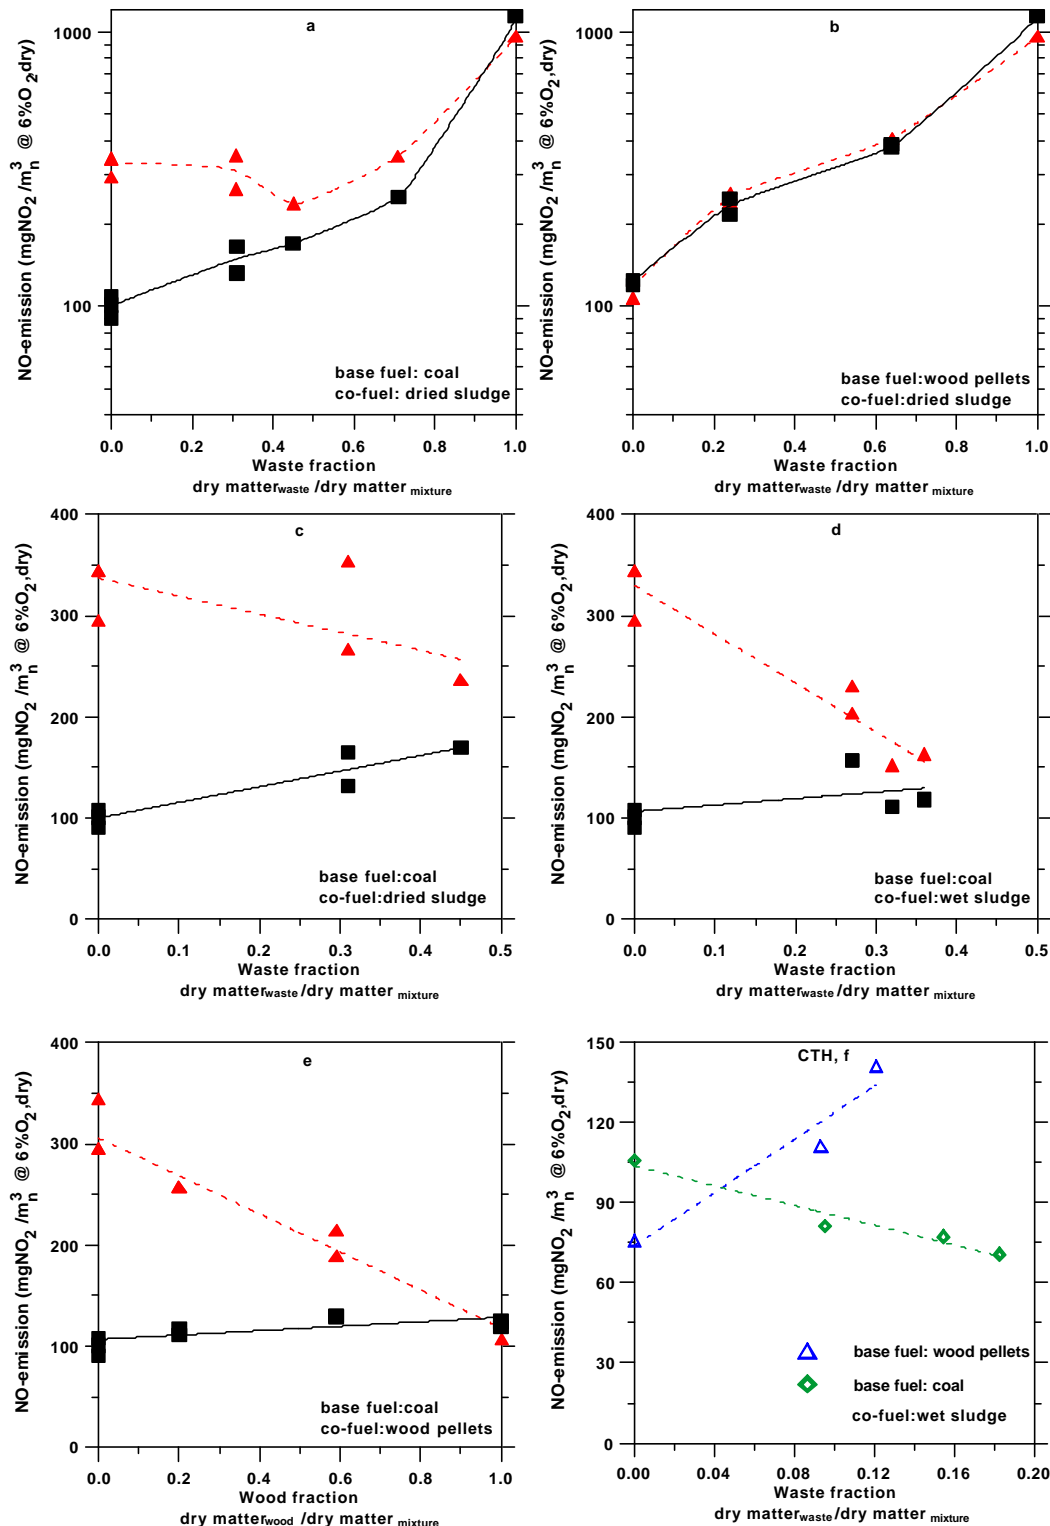 a
NO-emission (mgNO2 /m3n @ 6%O2,dry)
1000
100
base fuel: coal
co-fuel: dried sludge
0.0 0.2 0.4 0.6 0.8 1.0
Waste fraction
dry matterwaste /dry matter mixture
b
NO-emission (mgNO2 /m3n @ 6%O2,dry)
1000
100
base fuel:wood pellets
co-fuel:dried sludge
0.0 0.2 0.4 0.6 0.8 1.0
Waste fraction
dry matterwaste /dry matter mixture
c
NO-emission (mgNO2 /m3n @ 6%O2,dry)
400
300
200
100
0
base fuel:coal
co-fuel:dried sludge
0.0 0.1 0.2 0.3 0.4 0.5
Waste fraction
dry matterwaste /dry matter mixture
d
NO-emission (mgNO2 /m3n @ 6%O2,dry)
400
300
200
100
0
base fuel:coal
co-fuel:wet sludge
0.0 0.1 0.2 0.3 0.4 0.5
Waste fraction
dry matterwaste /dry matter mixture
e
NO-emission (mgNO2 /m3n @ 6%O2,dry)
400
300
200
100
0
base fuel:coal
co-fuel:wood pellets
0.0 0.2 0.4 0.6 0.8 1.0
Wood fraction
dry matterwood /dry matter mixture
CTH, f
NO-emission (mgNO2 /m3n @ 6%O2,dry)
150
120
90
60
30
0
base fuel: wood pellets
base fuel: coal
co-fuel:wet sludge
0.00 0.04 0.08 0.12 0.16 0.20
Waste fraction
dry matterwaste /dry matter mixture